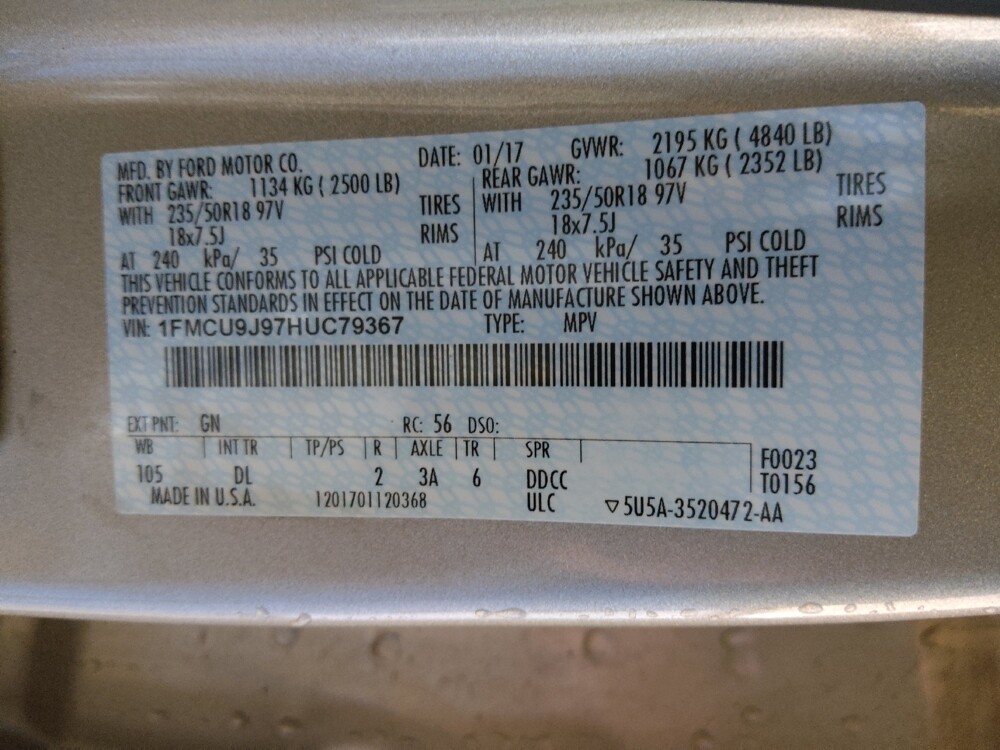 MFD. BY FORD MOTOR CO. DATE: 01/17 GVWR: 2195 KG ( 4840 LB)
FRONT GAWR: 1134 KG ( 2500 LB) REAR GAWR: 1067 KG ( 2352 LB)
WITH 235/50R18 97V TIRES WITH 235/50R18 97V TIRES
18x7.5J RIMS 18x7.5J RIMS
AT 240 kPa/ 35 PSI COLD AT 240 kPa/ 35 PSI COLD
THIS VEHICLE CONFORMS TO ALL APPLICABLE FEDERAL MOTOR VEHICLE SAFETY AND THEFT
PREVENTION STANDARDS IN EFFECT ON THE DATE OF MANUFACTURE SHOWN ABOVE.
VIN: 1FMCU9J97HUC79367 TYPE: MPV
EXT PNT: GN RC: 56 DSO:
WB INT TR TP/PS R AXLE TR SPR F0023
105 DL 2 3A 6 DDCC T0156
MADE IN U.S.A. 1201701120368 ULC ▽5U5A-3520472-AA